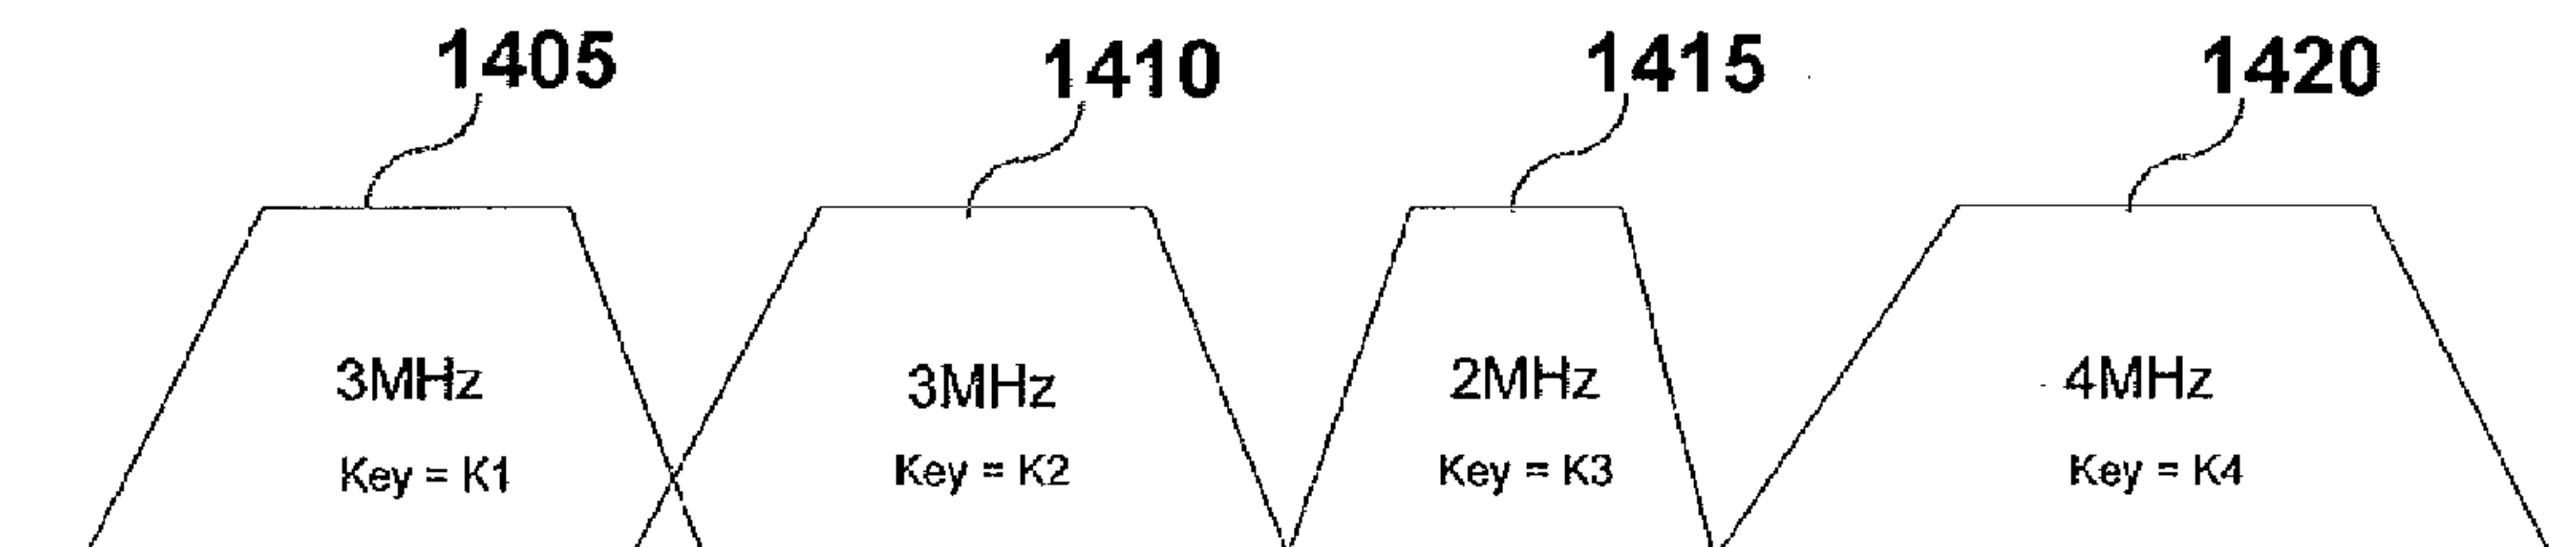 1405 1410 1415 1420
3MHz 3MHz 2MHz 4MHz
Key = K1 Key = K2 Key = K3 Key = K4